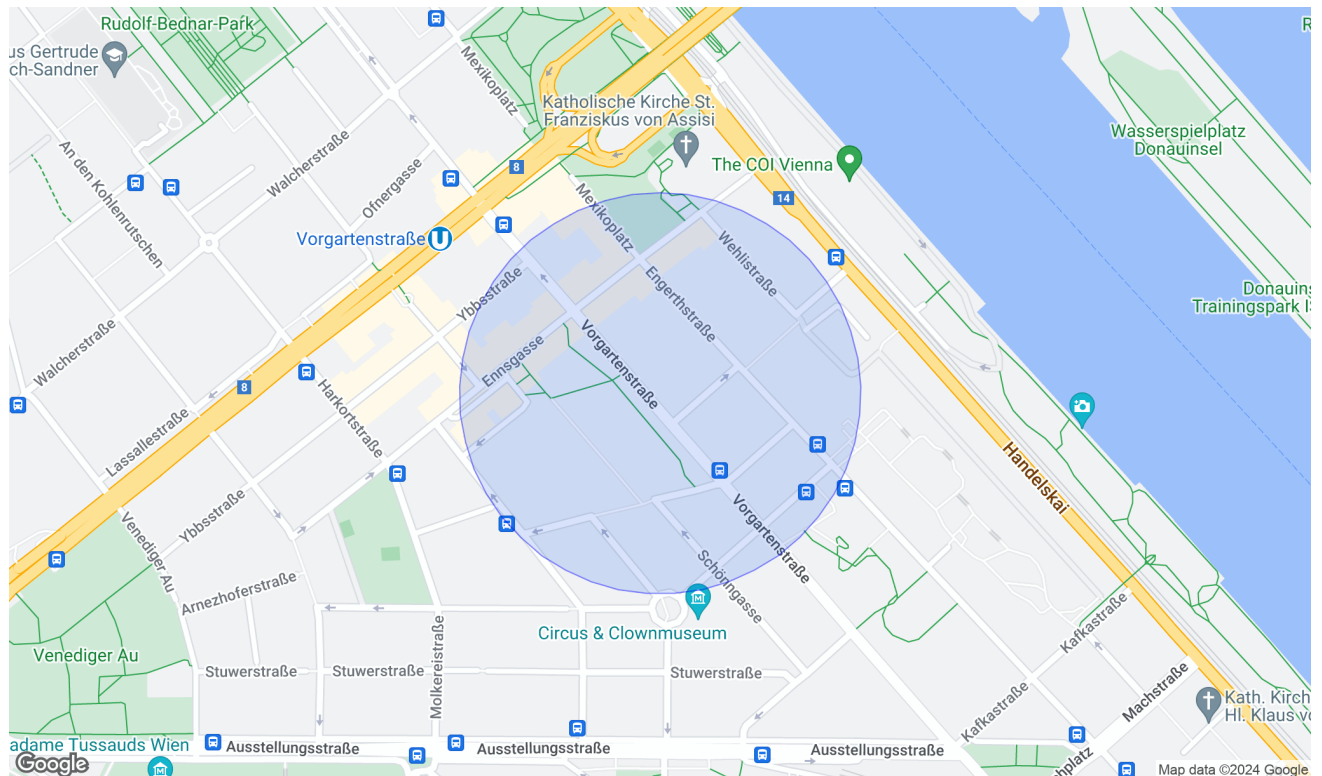 Rudolf-Bednar-Park
us Gertrude
ch-Sandner
Mexikoplatz
Katholische Kirche St.
Franziskus von Assisi
Wasserspielplatz
Donauinsel
The COI Vienna
An den Kohlenrutschen
Walcherstraße
Ofnergasse
8
14
Mexikoplatz
Wehlistraße
Vorgartenstraße
U
Ybbsstraße
Engerthstraße
Donauins
Trainingspark I
Walcherstraße
Ennsgasse
Vorgartenstraße
8
Harkortstraße
Lassallestraße
Handelskai
Ybbsstraße
Venediger Au
Vorgartenstraße
Schönngasse
Arnezhoferstraße
Circus & Clownmuseum
Kafkastraße
Venediger Au
Stuwerstraße
Stuwerstraße
Stuwerstraße
Molkereistraße
Machstraße
Kafkastraße
Kath. Kirch
Hl. Klaus v
adame Tussauds Wien
Ausstellungsstraße
Ausstellungsstraße
Ausstellungsstraße
hplatz
Google
Map data ©2024 Google